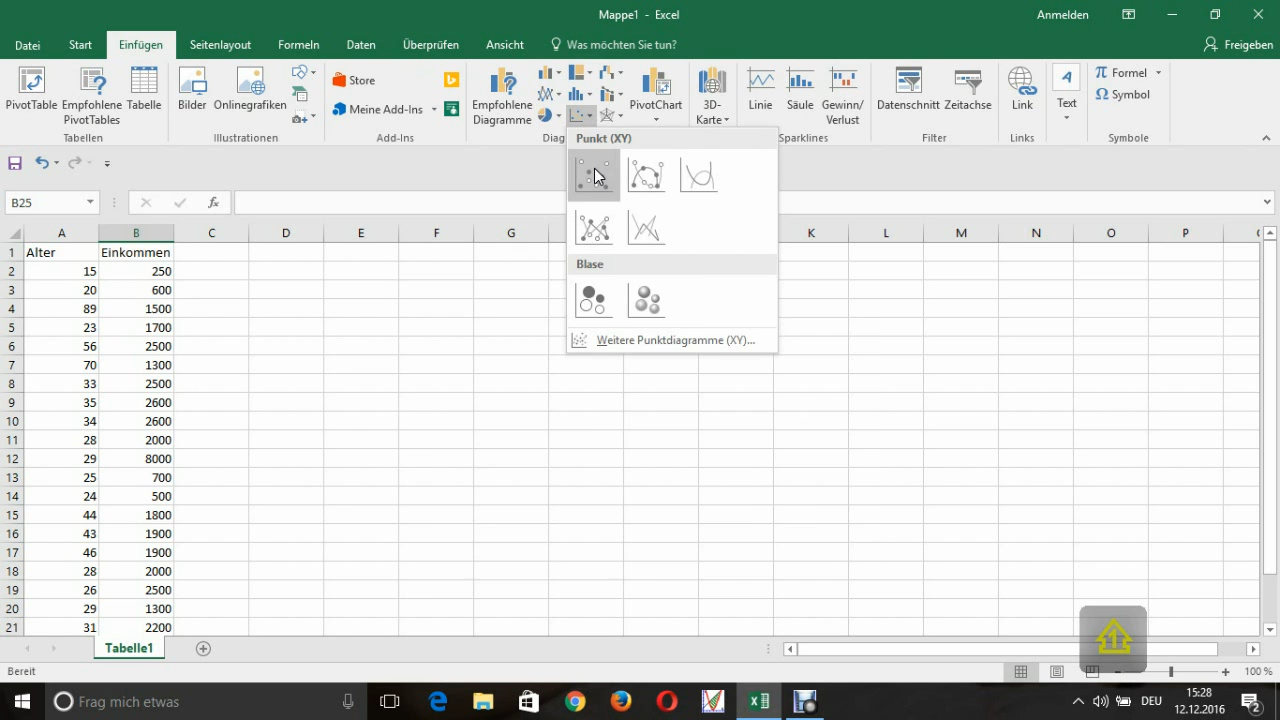 Mappe1 - Excel
Anmelden
Datei Start Einfügen Seitenlayout Formeln Daten Überprüfen Ansicht Was möchten Sie tun? Freigeben
PivotTable Empfohlene PivotTables Tabelle
Tabellen
Bilder Onlinegrafiken
Illustrationen
Store
Meine Add-Ins
Add-Ins
Empfohlene Diagramme
PivotChart
Diag
3D-Karte
Linie Säule Gewinn/Verlust
Sparklines
Datenschnitt Zeitachse
Filter
Link
Links
Text
Formel
Symbol
Symbole
Punkt (XY)
Blase
Weitere Punktdiagramme (XY)...
B25
fx
A B C D E F G K L M N O P
1 Alter Einkommen
2 15 250
3 20 600
4 89 1500
5 23 1700
6 56 2500
7 70 1300
8 33 2500
9 35 2600
10 34 2600
11 28 2000
12 29 8000
13 25 700
14 24 500
15 44 1800
16 43 1900
17 46 1900
18 28 2000
19 26 2500
20 29 1300
21 31 2200
Tabelle1
Bereit
100 %
Frag mich etwas
DEU
15:28
12.12.2016
2